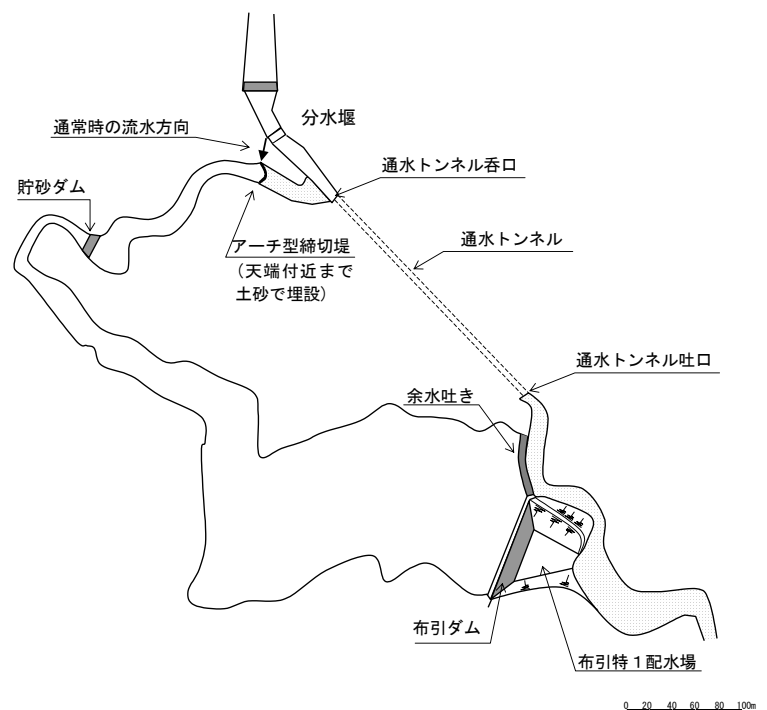 分水堰
通常時の流水方向
通水トンネル呑口
貯砂ダム
アーチ型締切堤
(天端付近まで
土砂で埋設)
通水トンネル
通水トンネル吐口
余水吐き
布引ダム
布引特1配水場
0 20 40 60 80 100m